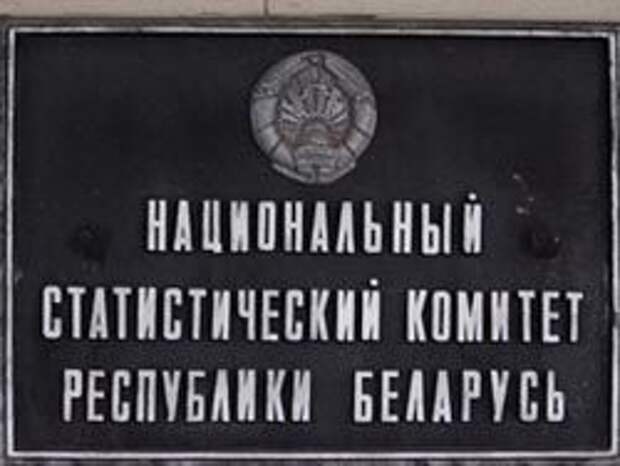 НАЦИОНАЛЬНЫЙ
СТАТИСТИЧЕСКИЙ КОМИТЕТ
РЕСПУБЛИКИ БЕЛАРУСЬ